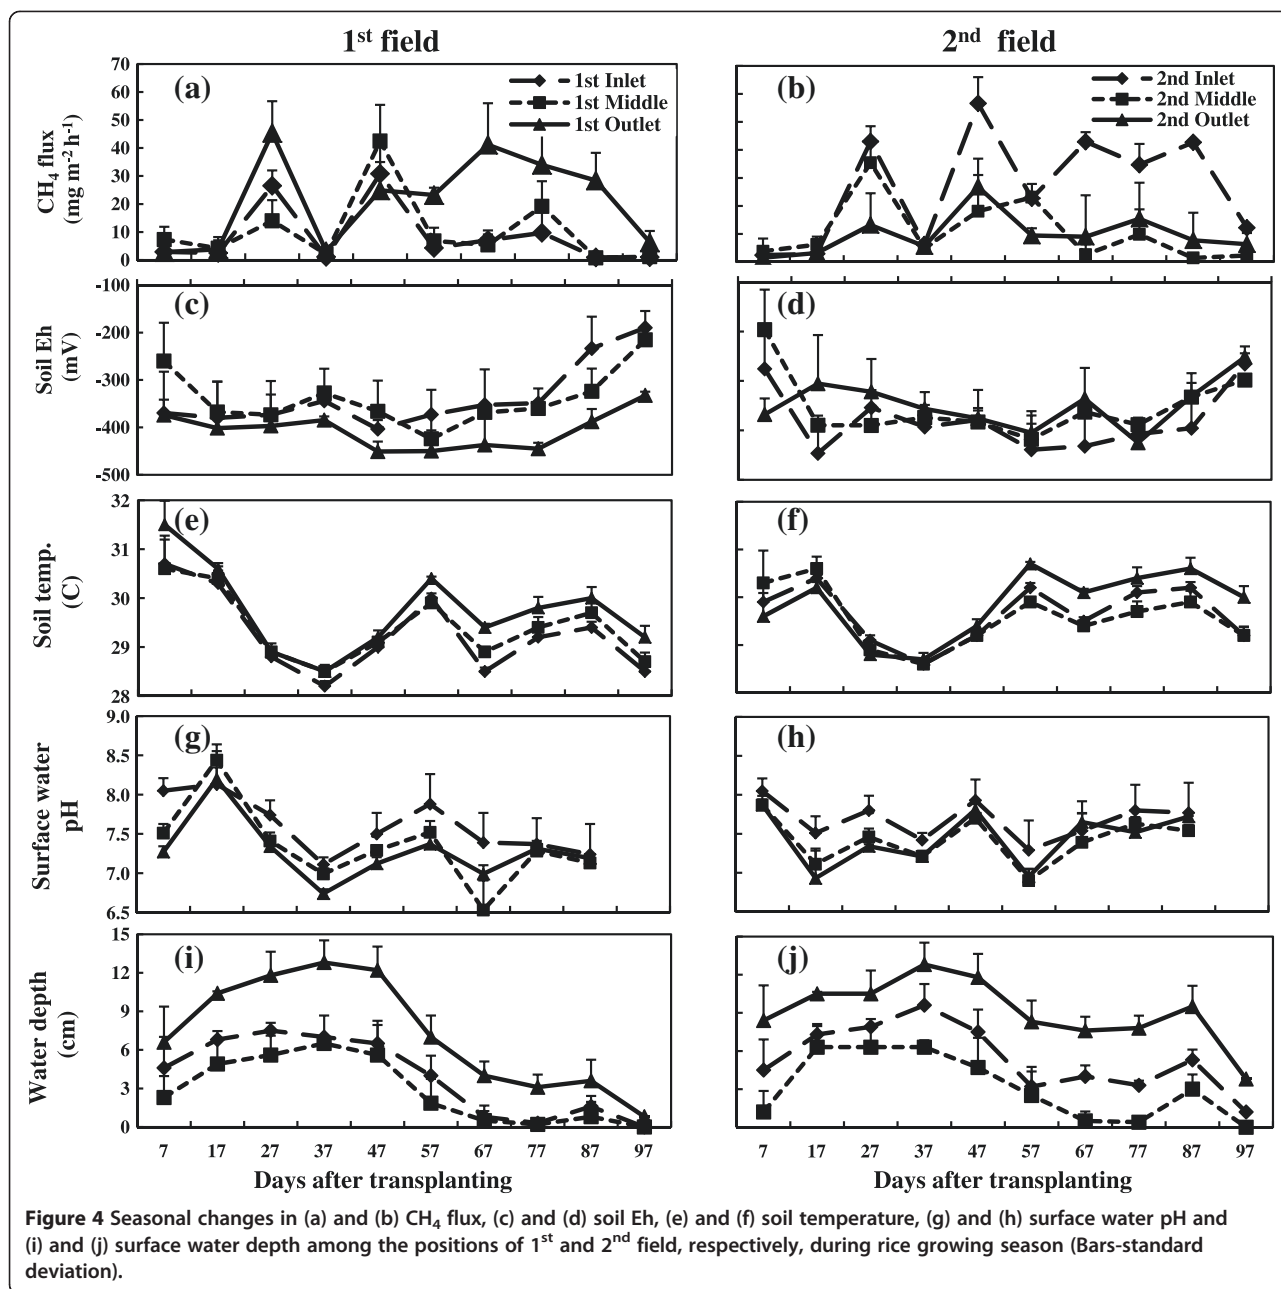 1st field
2nd field
CH4 flux
(mg m-2 h-1)
70
60
50
40
30
20
10
0
(a)
1st Inlet
1st Middle
1st Outlet
(b)
2nd Inlet
2nd Middle
2nd Outlet
Soil Eh
(mV)
-100
-200
-300
-400
-500
(c)
(d)
Soil temp.
(C)
32
31
30
29
28
(e)
(f)
Surface water
pH
9.0
8.5
8.0
7.5
7.0
6.5
(g)
(h)
Water depth
(cm)
15
12
9
6
3
0
(i)
(j)
7 17 27 37 47 57 67 77 87 97
7 17 27 37 47 57 67 77 87 97
Days after transplanting
Days after transplanting
Figure 4 Seasonal changes in (a) and (b) CH4 flux, (c) and (d) soil Eh, (e) and (f) soil temperature, (g) and (h) surface water pH and
(i) and (j) surface water depth among the positions of 1st and 2nd field, respectively, during rice growing season (Bars-standard
deviation).